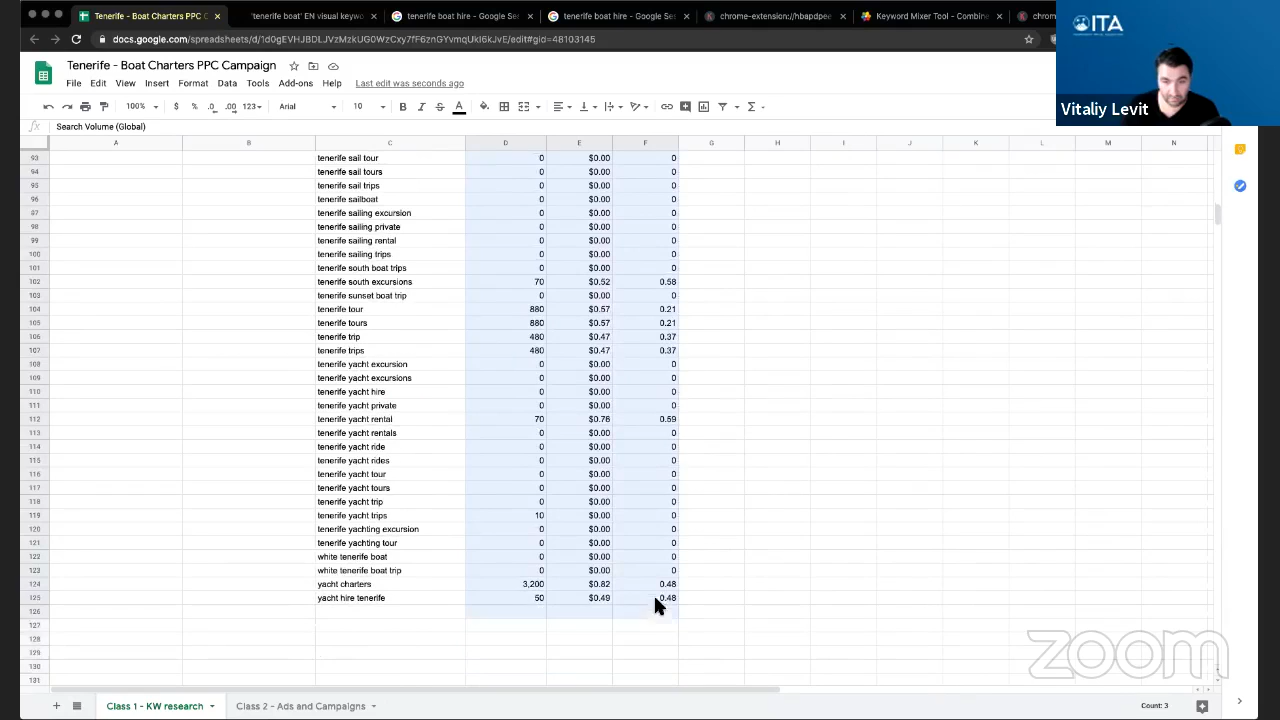 Tenerife - Boat Charters PPC C
'tenerife boat' EN visual keywo
tenerife boat hire - Google Se
tenerife boat hire - Google Se
chrome-extension://hbapdpee
Keyword Mixer Tool - Combine
chrom
docs.google.com/spreadsheets/d/
/edit#gid=48103145
ITA
Vitaliy Levit
Tenerife - Boat Charters PPC Campaign
File Edit View Insert Format Data Tools Add-ons Help Last edit was seconds ago
100% $ % .0 .00 123 Arial 10 B I S A
fx Search Volume (Global)
A B C D E F G H I J K L M N
93 tenerife sail tour 0 $0.00 0
94 tenerife sail tours 0 $0.00 0
95 tenerife sail trips 0 $0.00 0
96 tenerife sailboat 0 $0.00 0
97 tenerife sailing excursion 0 $0.00 0
98 tenerife sailing private 0 $0.00 0
99 tenerife sailing rental 0 $0.00 0
100 tenerife sailing trips 0 $0.00 0
101 tenerife south boat trips 0 $0.00 0
102 tenerife south excursions 70 $0.52 0.58
103 tenerife sunset boat trip 0 $0.00 0
104 tenerife tour 880 $0.57 0.21
105 tenerife tours 880 $0.57 0.21
106 tenerife trip 480 $0.47 0.37
107 tenerife trips 480 $0.47 0.37
108 tenerife yacht excursion 0 $0.00 0
109 tenerife yacht excursions 0 $0.00 0
110 tenerife yacht hire 0 $0.00 0
111 tenerife yacht private 0 $0.00 0
112 tenerife yacht rental 70 $0.76 0.59
113 tenerife yacht rentals 0 $0.00 0
114 tenerife yacht ride 0 $0.00 0
115 tenerife yacht rides 0 $0.00 0
116 tenerife yacht tour 0 $0.00 0
117 tenerife yacht tours 0 $0.00 0
118 tenerife yacht trip 0 $0.00 0
119 tenerife yacht trips 10 $0.00 0
120 tenerife yachting excursion 0 $0.00 0
121 tenerife yachting tour 0 $0.00 0
122 white tenerife boat 0 $0.00 0
123 white tenerife boat trip 0 $0.00 0
124 yacht charters 3,200 $0.82 0.48
125 yacht hire tenerife 50 $0.49 0.48
126
127
128
129
130
131
zoom
Class 1 - KW research Class 2 - Ads and Campaigns Count: 3